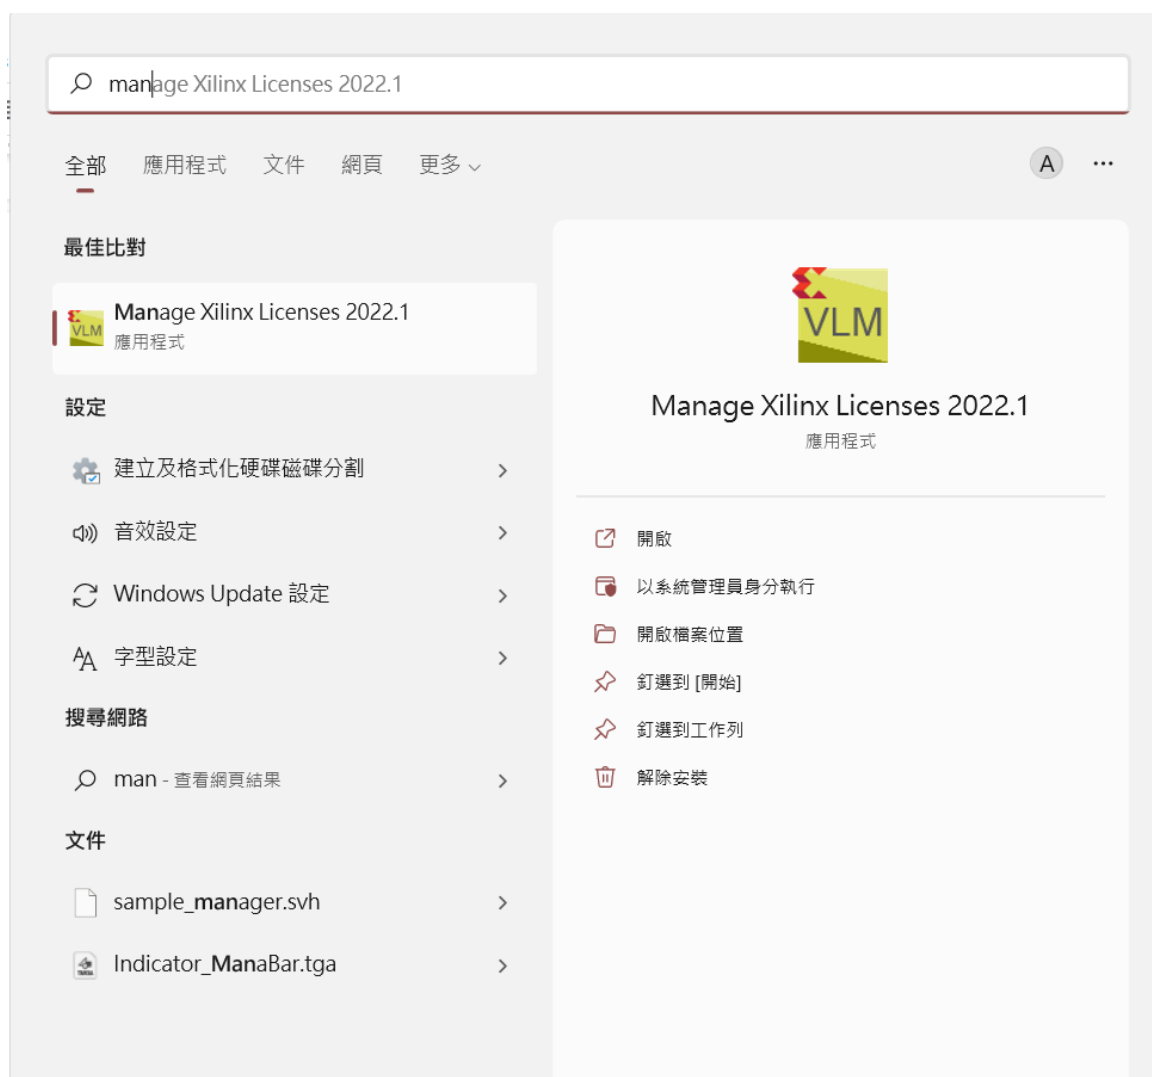 manage Xilinx Licenses 2022.1
全部 應用程式 文件 網頁 更多
A
最佳比對
VLM
Manage Xilinx Licenses 2022.1
應用程式
設定
建立及格式化硬碟磁碟分割
音效設定
Windows Update 設定
字型設定
搜尋網路
man - 查看網頁結果
文件
sample_manager.svh
Indicator_ManaBar.tga
VLM
Manage Xilinx Licenses 2022.1
應用程式
開啟
以系統管理員身分執行
開啟檔案位置
釘選到 [開始]
釘選到工作列
解除安裝